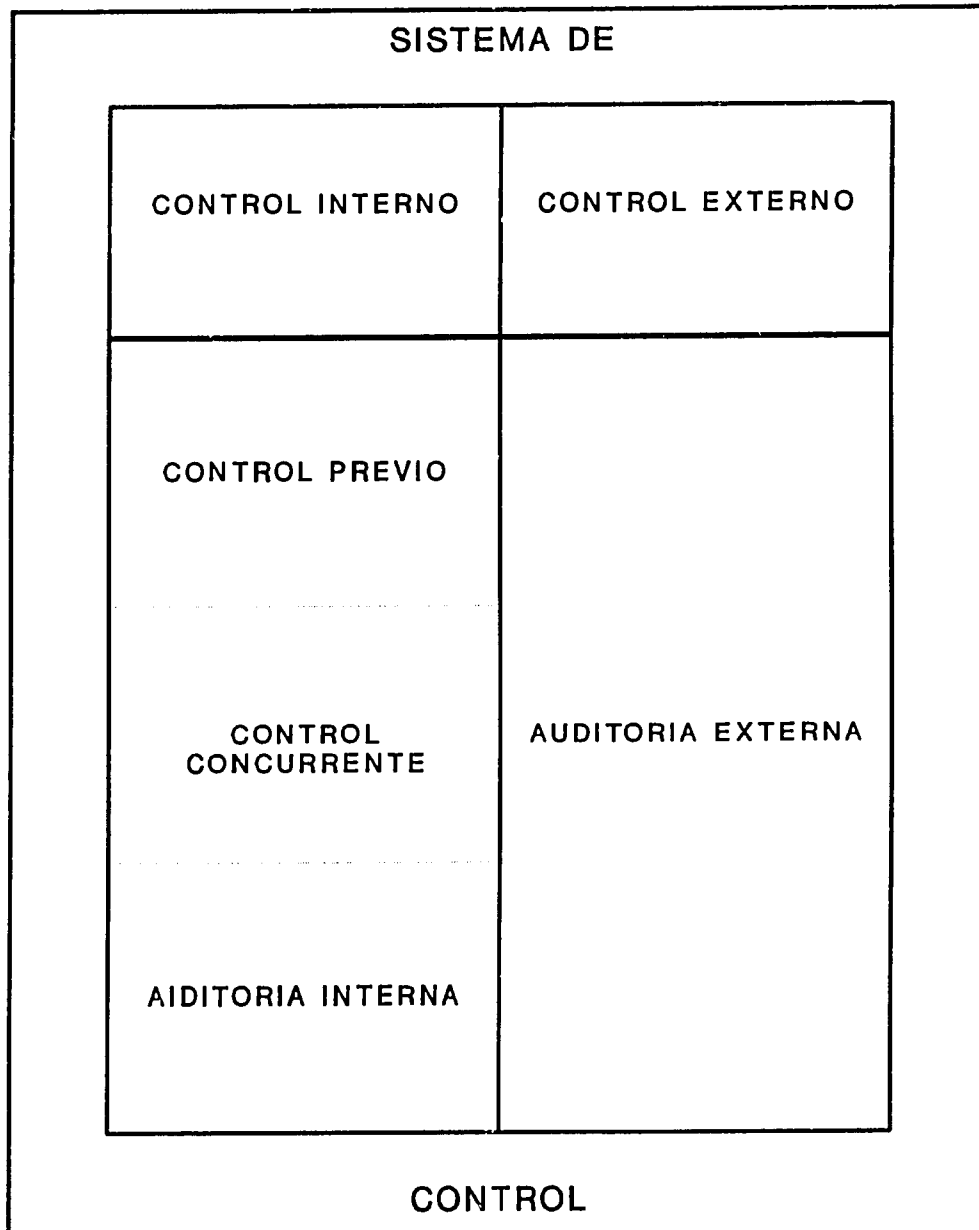 SISTEMA DE
CONTROL INTERNO
CONTROL EXTERNO
CONTROL PREVIO
CONTROL
CONCURRENTE
AUDITORIA EXTERNA
AIDITORIA INTERNA
CONTROL